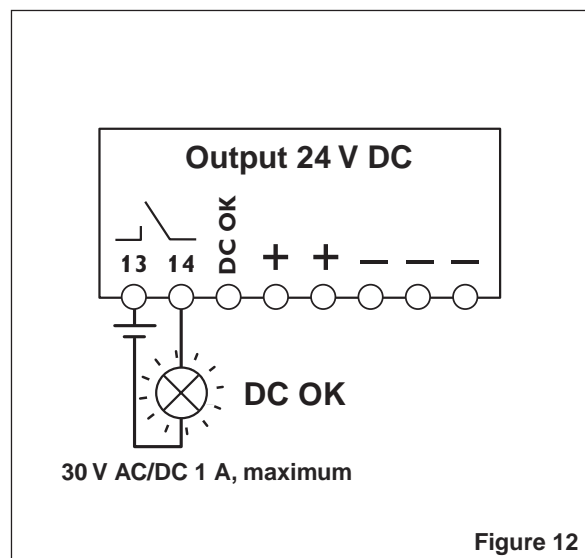 Output 24 V DC
13 14 DC OK + + – – –
DC OK
30 V AC/DC 1 A, maximum
Figure 12